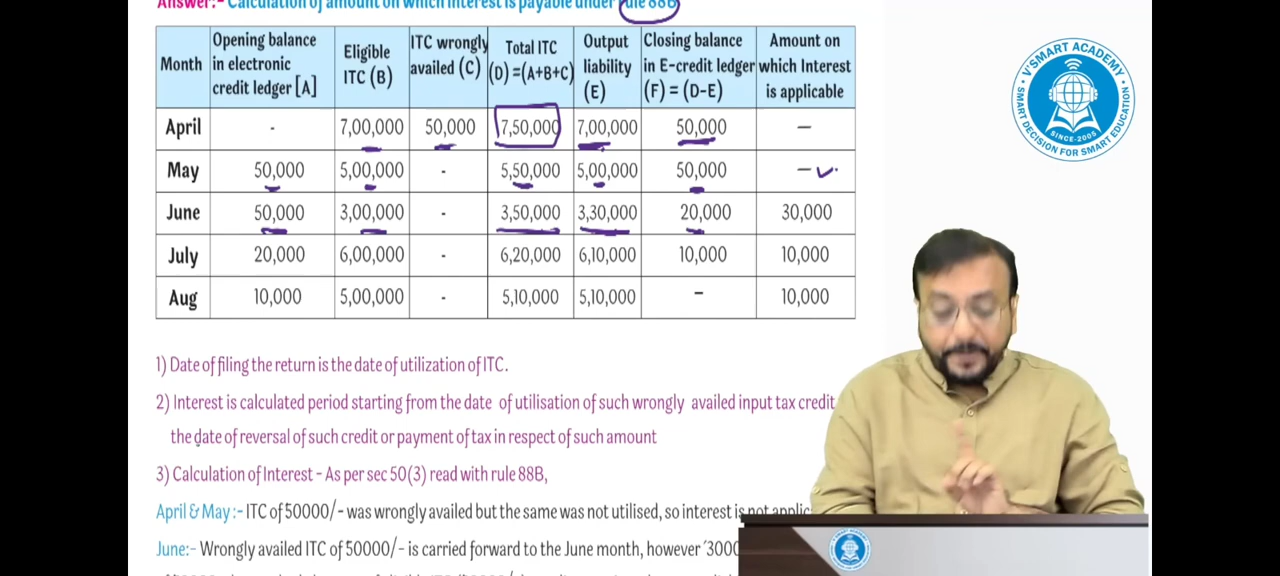 Answer:- Calculation of amount on which interest is payable under rule 88B
Month | Opening balance in electronic credit ledger [A] | Eligible ITC (B) | ITC wrongly availed (C) | Total ITC (D) =(A+B+C) | Output liability (E) | Closing balance in E-credit ledger (F) = (D-E) | Amount on which Interest is applicable
April | - | 7,00,000 | 50,000 | 7,50,000 | 7,00,000 | 50,000 | —
May | 50,000 | 5,00,000 | - | 5,50,000 | 5,00,000 | 50,000 | —
June | 50,000 | 3,00,000 | - | 3,50,000 | 3,30,000 | 20,000 | 30,000
July | 20,000 | 6,00,000 | - | 6,20,000 | 6,10,000 | 10,000 | 10,000
Aug | 10,000 | 5,00,000 | - | 5,10,000 | 5,10,000 | – | 10,000
1) Date of filing the return is the date of utilization of ITC.
2) Interest is calculated period starting from the date of utilisation of such wrongly availed input tax credit
the date of reversal of such credit or payment of tax in respect of such amount
3) Calculation of Interest - As per sec 50(3) read with rule 88B,
April & May :- ITC of 50000/- was wrongly availed but the same was not utilised, so interest is not applic
June:- Wrongly availed ITC of 50000/- is carried forward to the June month, however
V'SMART ACADEMY
SINCE-2005
SMART DECISION FOR SMART EDUCATION